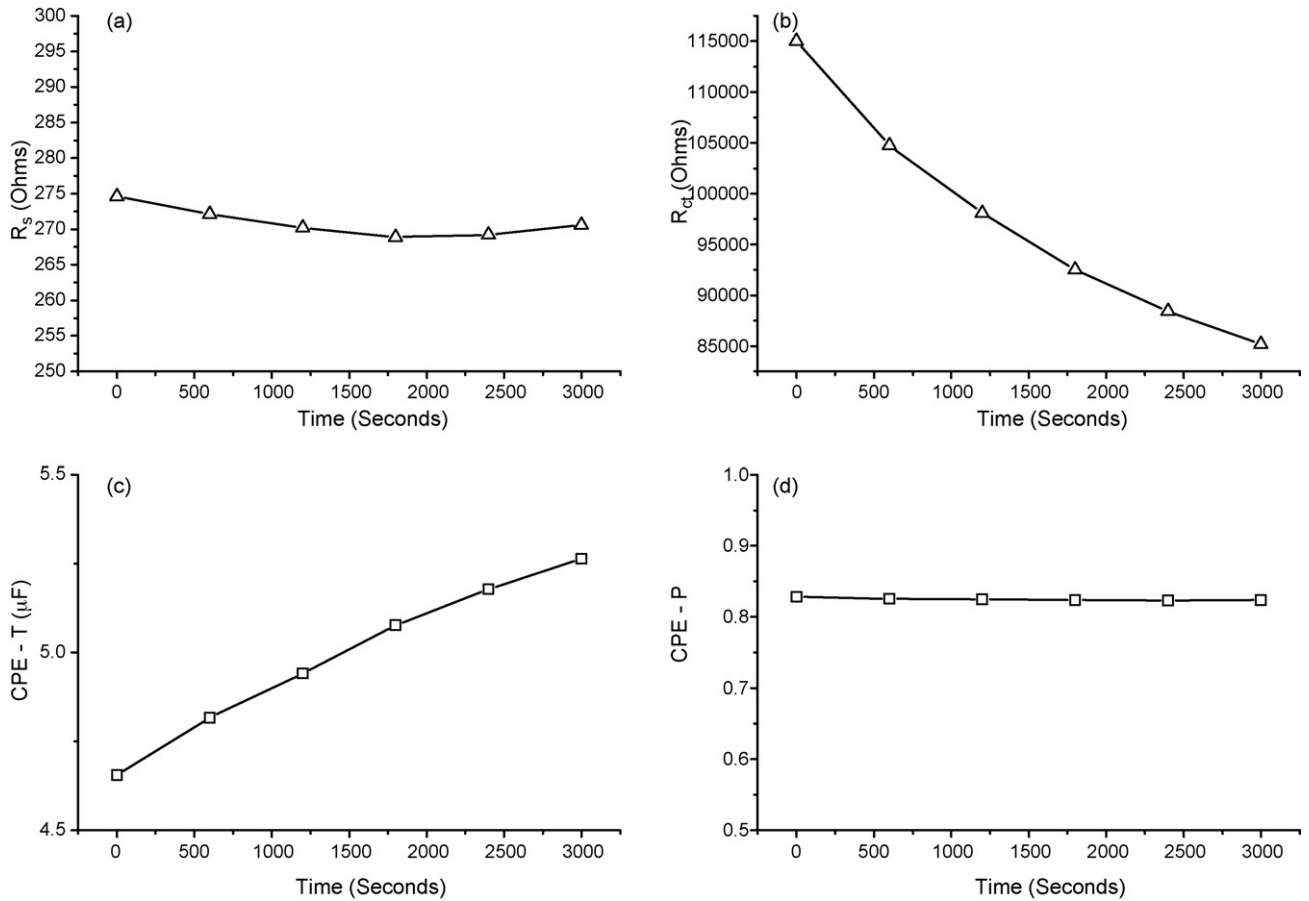 (a)
R_s (Ohms)
300
295
290
285
280
275
270
265
260
255
250
0 500 1000 1500 2000 2500 3000
Time (Seconds)
(b)
R_ct (Ohms)
115000
110000
105000
100000
95000
90000
85000
0 500 1000 1500 2000 2500 3000
Time (Seconds)
(c)
CPE - T (μF)
5.5
5.0
4.5
0 500 1000 1500 2000 2500 3000
Time (Seconds)
(d)
CPE - P
1.0
0.9
0.8
0.7
0.6
0.5
0 500 1000 1500 2000 2500 3000
Time (Seconds)